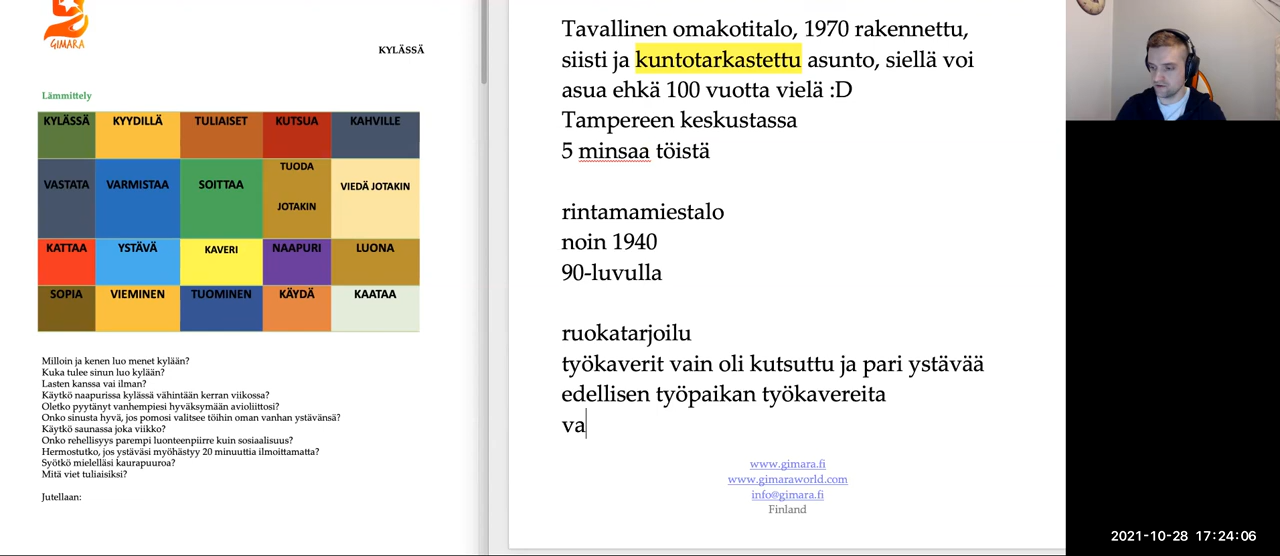 GIMARA
KYLÄSSÄ
Lämmittely
KYLÄSSÄ KYYDILLÄ TULIAISET KUTSUA KAHVILLE
VASTATA VARMISTAA SOITTAA TUODA JOTAKIN VIEDÄ JOTAKIN
KATTAA YSTÄVÄ KAVERI NAAPURI LUONA
SOPIA VIEMINEN TUOMINEN KÄYDÄ KAATAA
Milloin ja kenen luo menet kylään?
Kuka tulee sinun luo kylään?
Lasten kanssa vai ilman?
Käytkö naapurissa kylässä vähintään kerran viikossa?
Oletko pyytänyt vanhempiesi hyväksymään avioliittosi?
Onko sinusta hyvä, jos pomosi valitsee töihin oman vanhan ystävänsä?
Käytkö saunassa joka viikko?
Onko rehellisyys parempi luonteenpiirre kuin sosiaalisuus?
Hermostutko, jos ystäväsi myöhästyy 20 minuuttia ilmoittamatta?
Syötkö mielelläsi kaurapuuroa?
Mitä viet tuliaisiksi?
Jutellaan:
Tavallinen omakotitalo, 1970 rakennettu,
siisti ja kuntotarkastettu asunto, siellä voi
asua ehkä 100 vuotta vielä :D
Tampereen keskustassa
5 minsaa töistä
rintamamiestalo
noin 1940
90-luvulla
ruokatarjoilu
työkaverit vain oli kutsuttu ja pari ystävää
edellisen työpaikan työkavereita
va
www.gimara.fi
www.gimaraworld.com
info@gimara.fi
Finland
2021-10-28 17:24:06